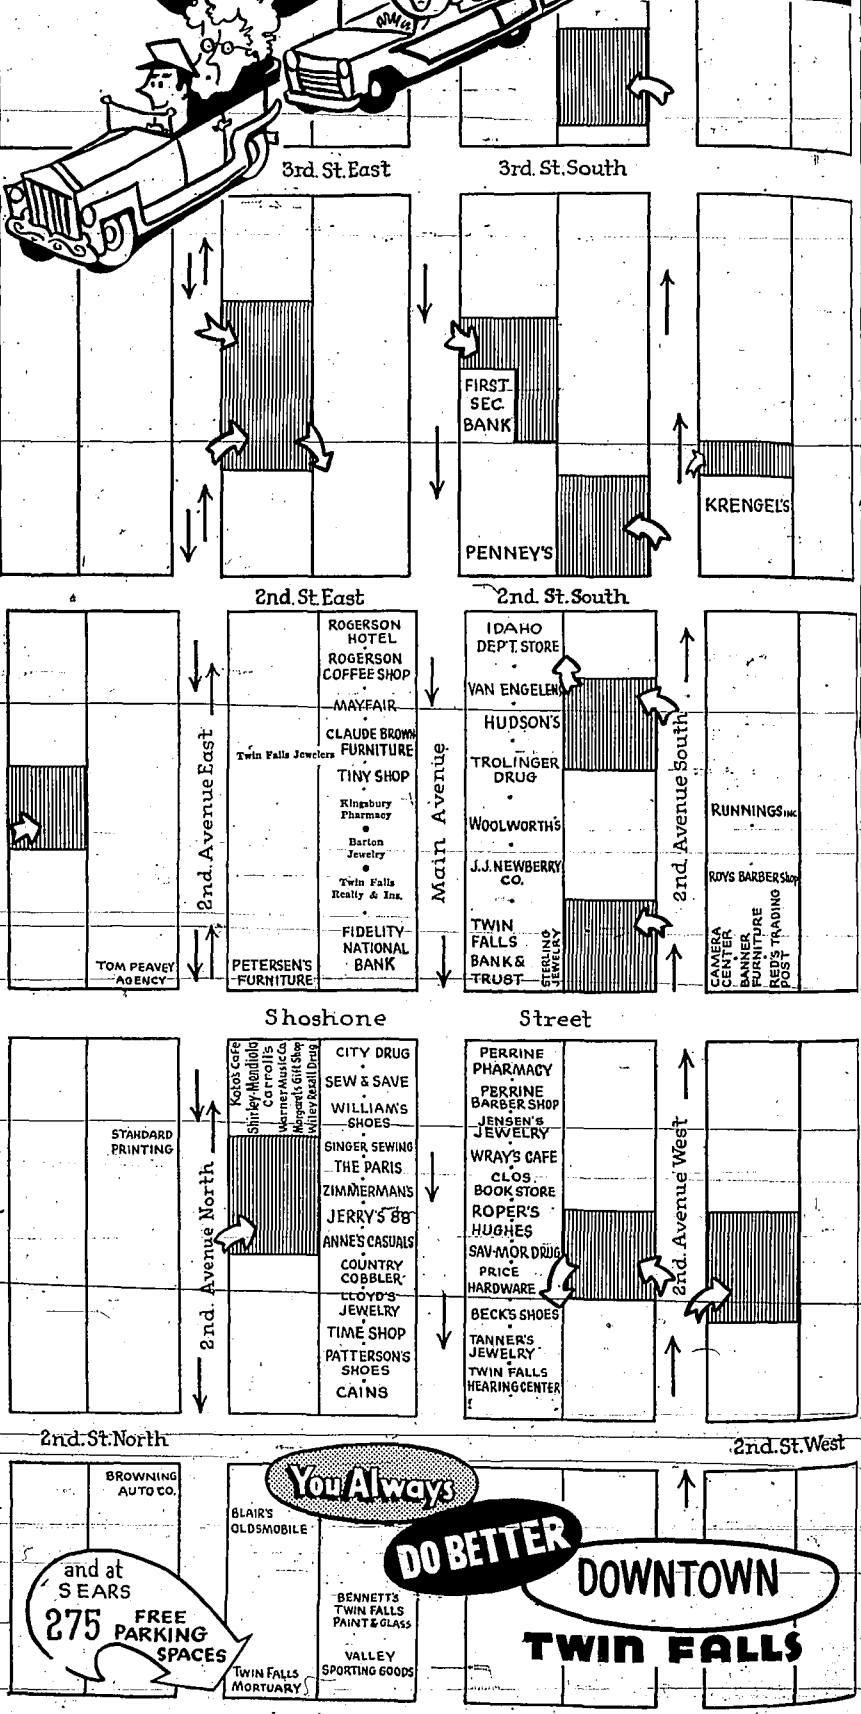 3rd. St. East
3rd. St. South
FIRST
SEC.
BANK
KRENGEL'S
PENNEY'S
2nd. St. East
2nd. St. South
ROGERSON
HOTEL
ROGERSON
COFFEE SHOP
MAYFAIR
CLAUDE BROWN
FURNITURE
Twin Falls Jewelers
TINY SHOP
Kingsbury
Pharmacy
Barton
Jewelry
Twin Falls
Realty & Ins.
FIDELITY
NATIONAL
BANK
PETERSEN'S
FURNITURE
TOM PEAVEY
AGENCY
2nd. Avenue East
Main Avenue
IDAHO
DEP'T. STORE
VAN ENGELENS
HUDSON'S
TROLINGER
DRUG
WOOLWORTH'S
J.J. NEWBERRY
CO.
TWIN
FALLS
BANK &
TRUST
STERLING
JEWELRY
2nd. Avenue South
RUNNINGS INC
ROYS BARBER Shop
CAMERA
CENTER
BANNER
FURNITURE
RED'S TRADING
POST
Shoshone Street
STANDARD
PRINTING
2nd. Avenue North
Koto's Cafe
Shirley-Mendiola
Carroll's
Warner Music Co.
Margarets Gift Shop
Wiley Rexall Drug
CITY DRUG
SEW & SAVE
WILLIAM'S
SHOES
SINGER SEWING
THE PARIS
ZIMMERMAN'S
JERRY'S 88
ANNE'S CASUALS
COUNTRY
COBBLER
LLOYD'S
JEWELRY
TIME SHOP
PATTERSON'S
SHOES
CAINS
PERRINE
PHARMACY
PERRINE
BARBER SHOP
JENSEN'S
JEWELRY
WRAY'S CAFE
CLOS
BOOK STORE
ROPER'S
HUGHES
SAV-MOR DRUG
PRICE
HARDWARE
BECK'S SHOES
TANNER'S
JEWELRY
TWIN FALLS
HEARING CENTER
2nd. Avenue West
2nd. St. North
2nd. St. West
BROWNING
AUTO CO.
BLAIR'S
OLDSMOBILE
You Always
DO BETTER
DOWNTOWN
TWIN FALLS
and at
SEARS
275 FREE
PARKING
SPACES
BENNETT'S
TWIN FALLS
PAINT & GLASS
TWIN FALLS
MORTUARY
VALLEY
SPORTING GOODS